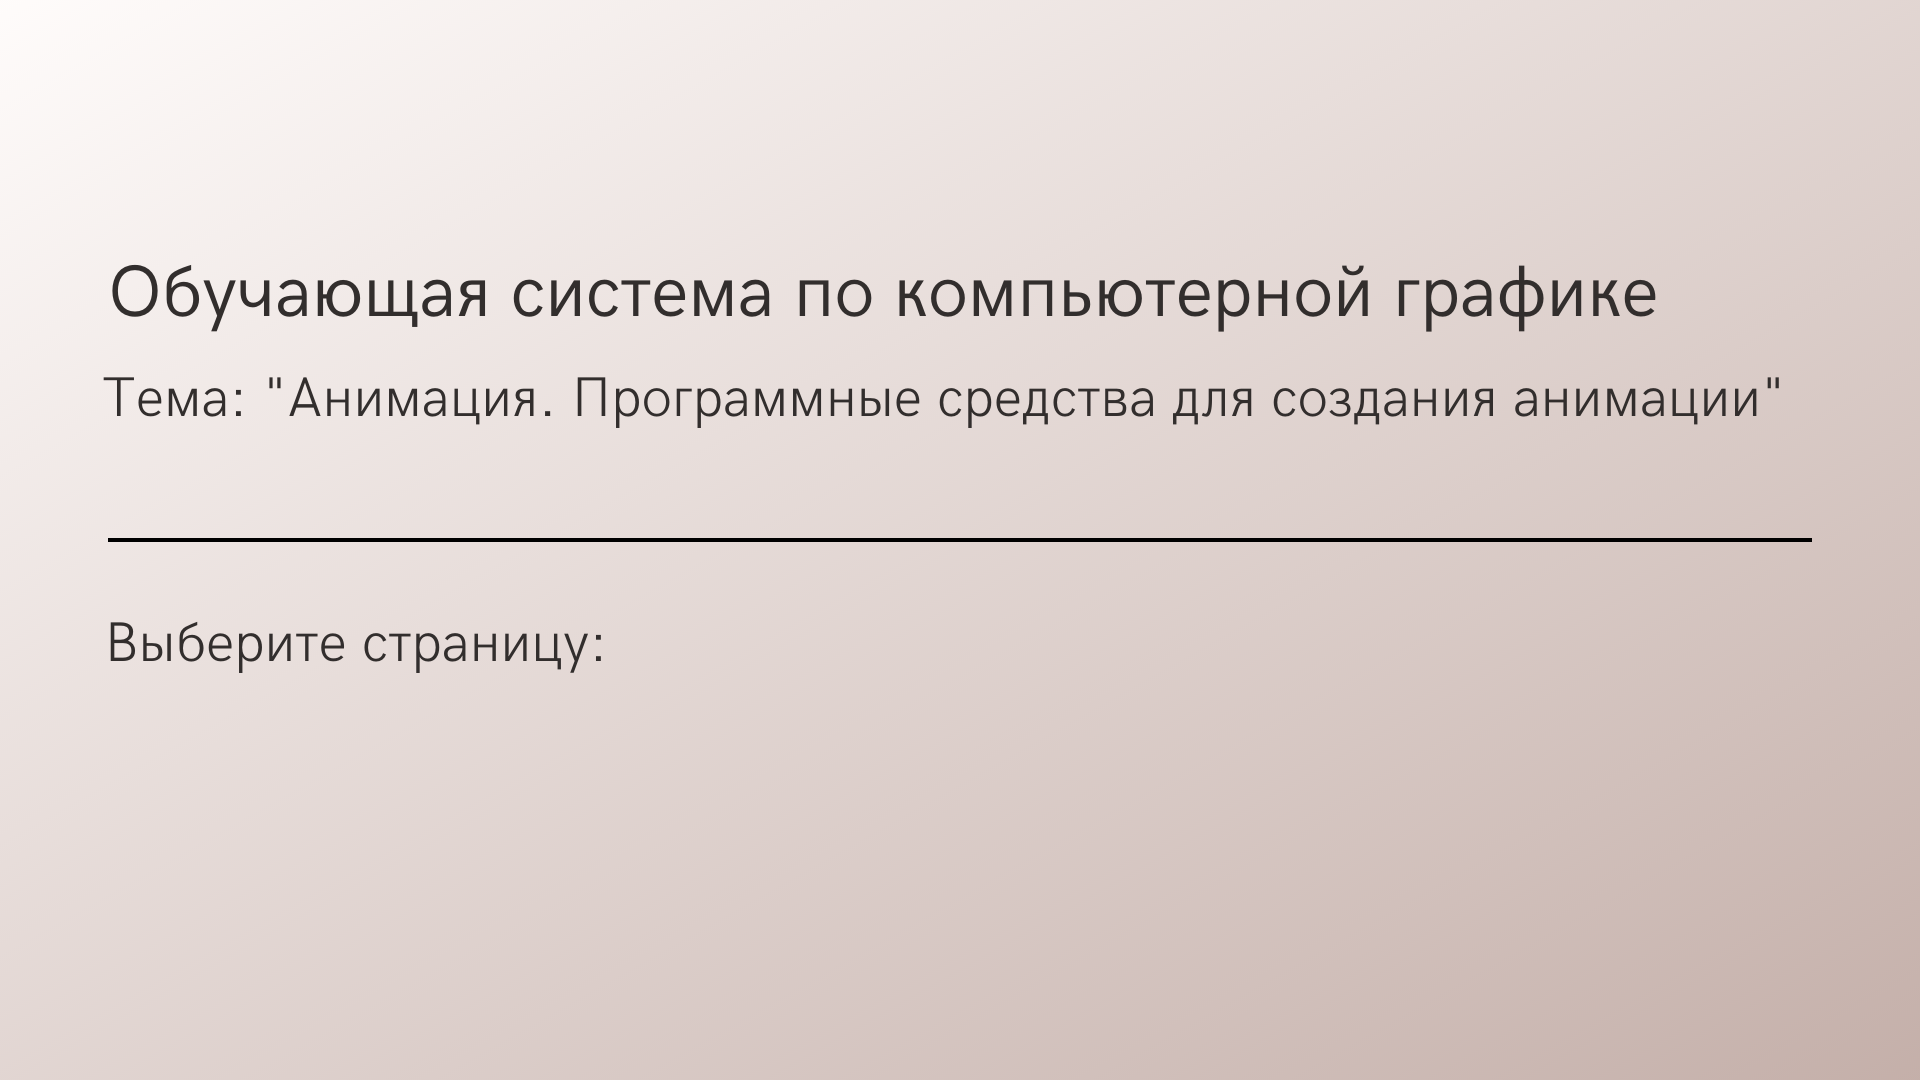 Обучающая система по компьютерной графике
Тема: "Анимация. Программные средства для создания анимации"
Выберите страницу: